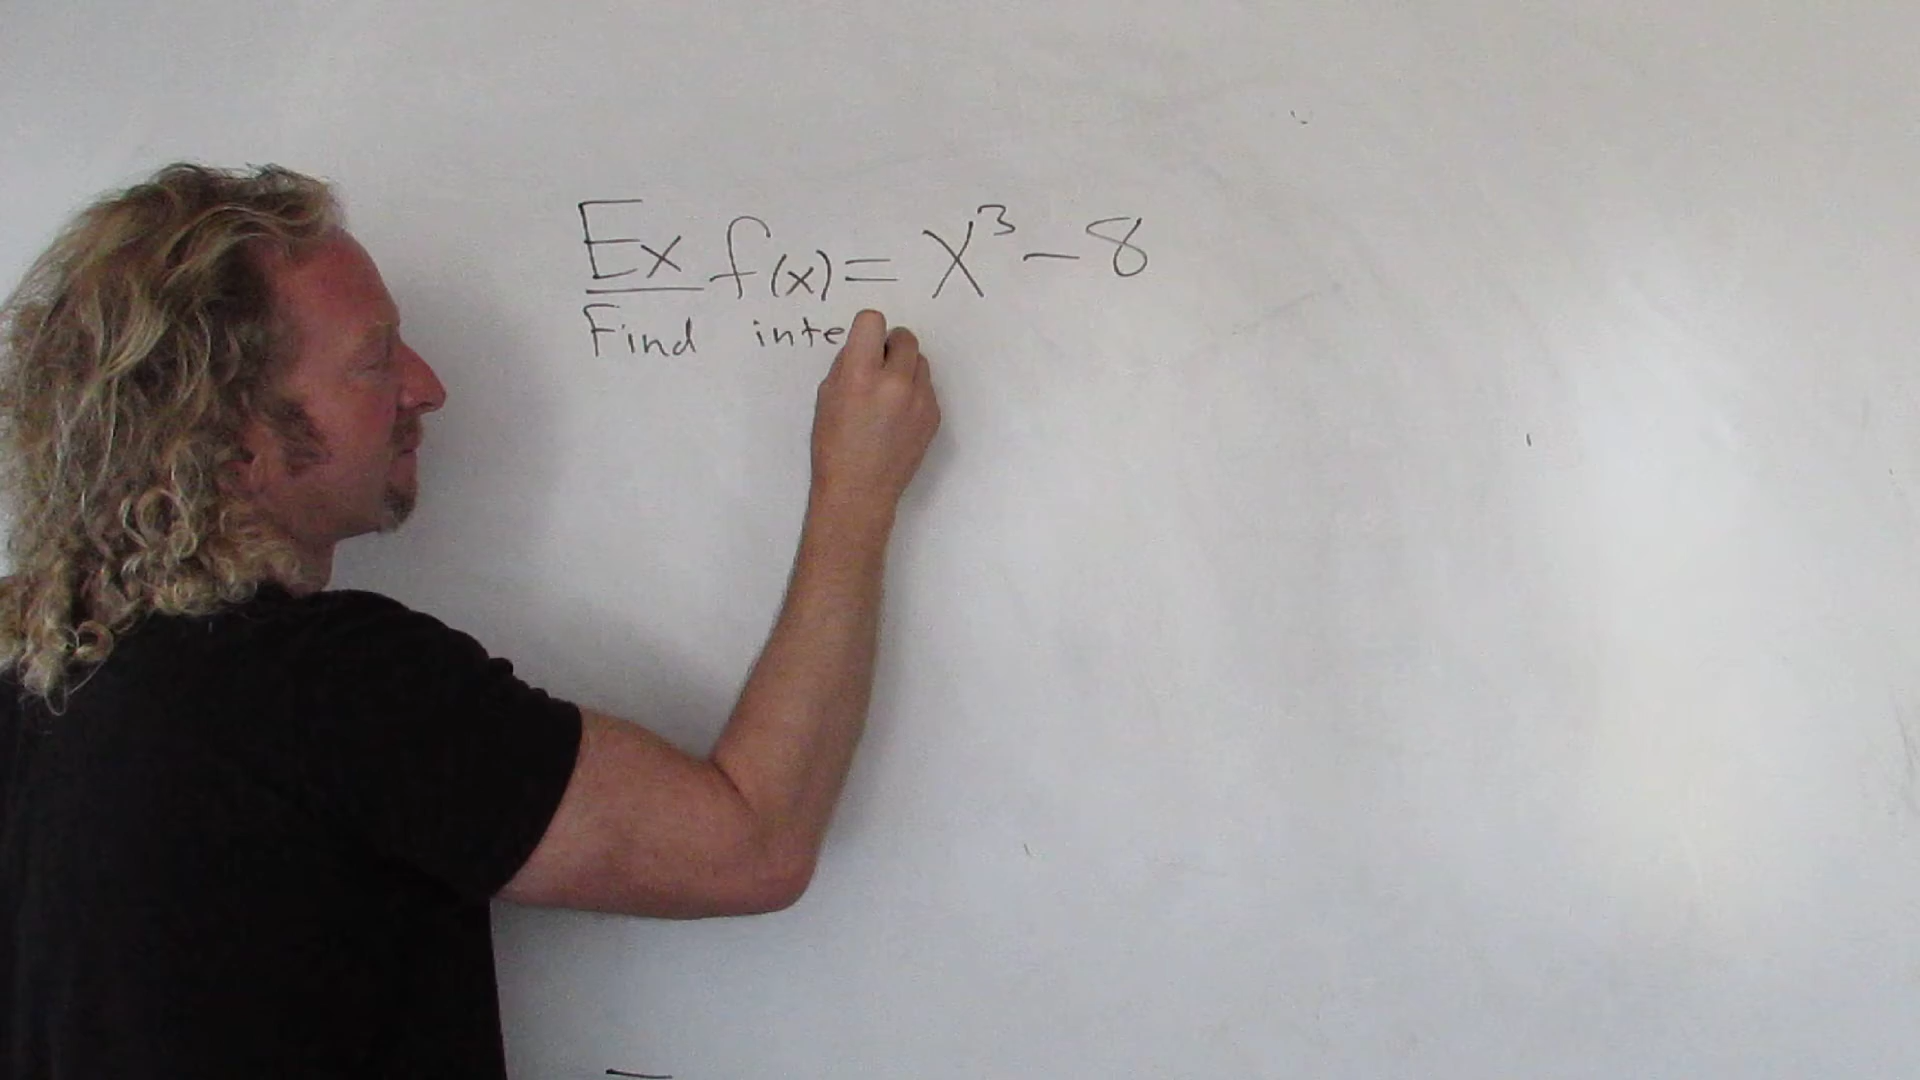 Ex f(x) = x³ - 8
Find inte